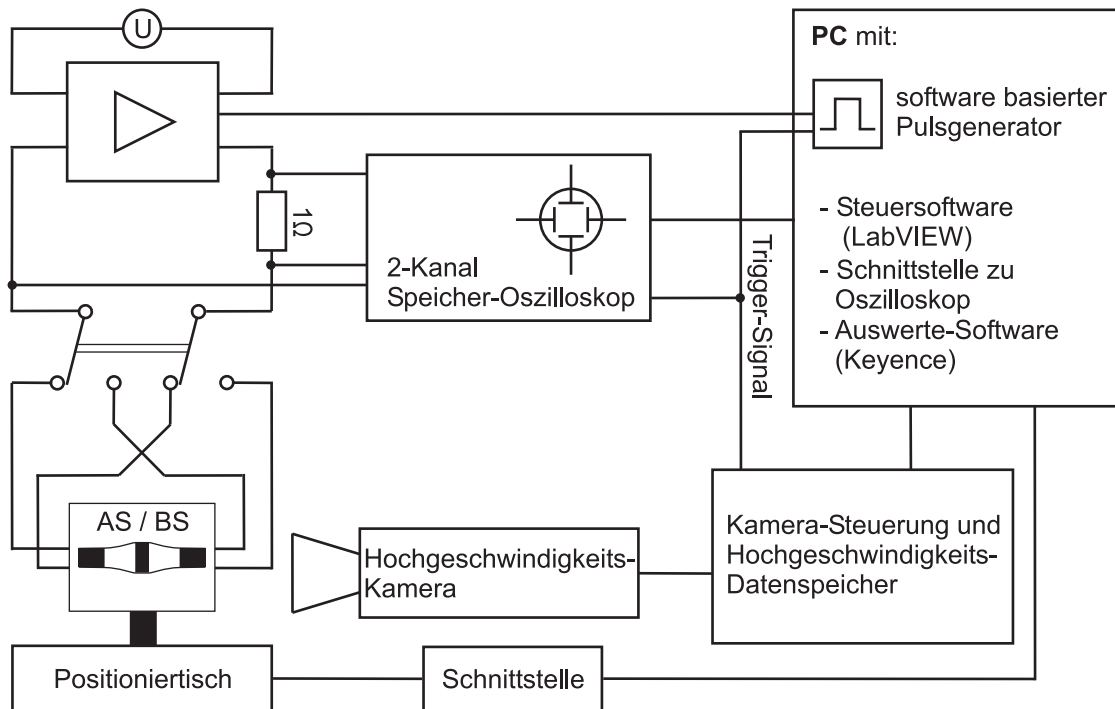 U
PC mit:
software basierter
Pulsgenerator
1Ω
2-Kanal
Speicher-Oszilloskop
Trigger-Signal
- Steuersoftware
(LabVIEW)
- Schnittstelle zu
Oszilloskop
- Auswerte-Software
(Keyence)
AS / BS
Hochgeschwindigkeits-
Kamera
Kamera-Steuerung und
Hochgeschwindigkeits-
Datenspeicher
Positioniertisch
Schnittstelle